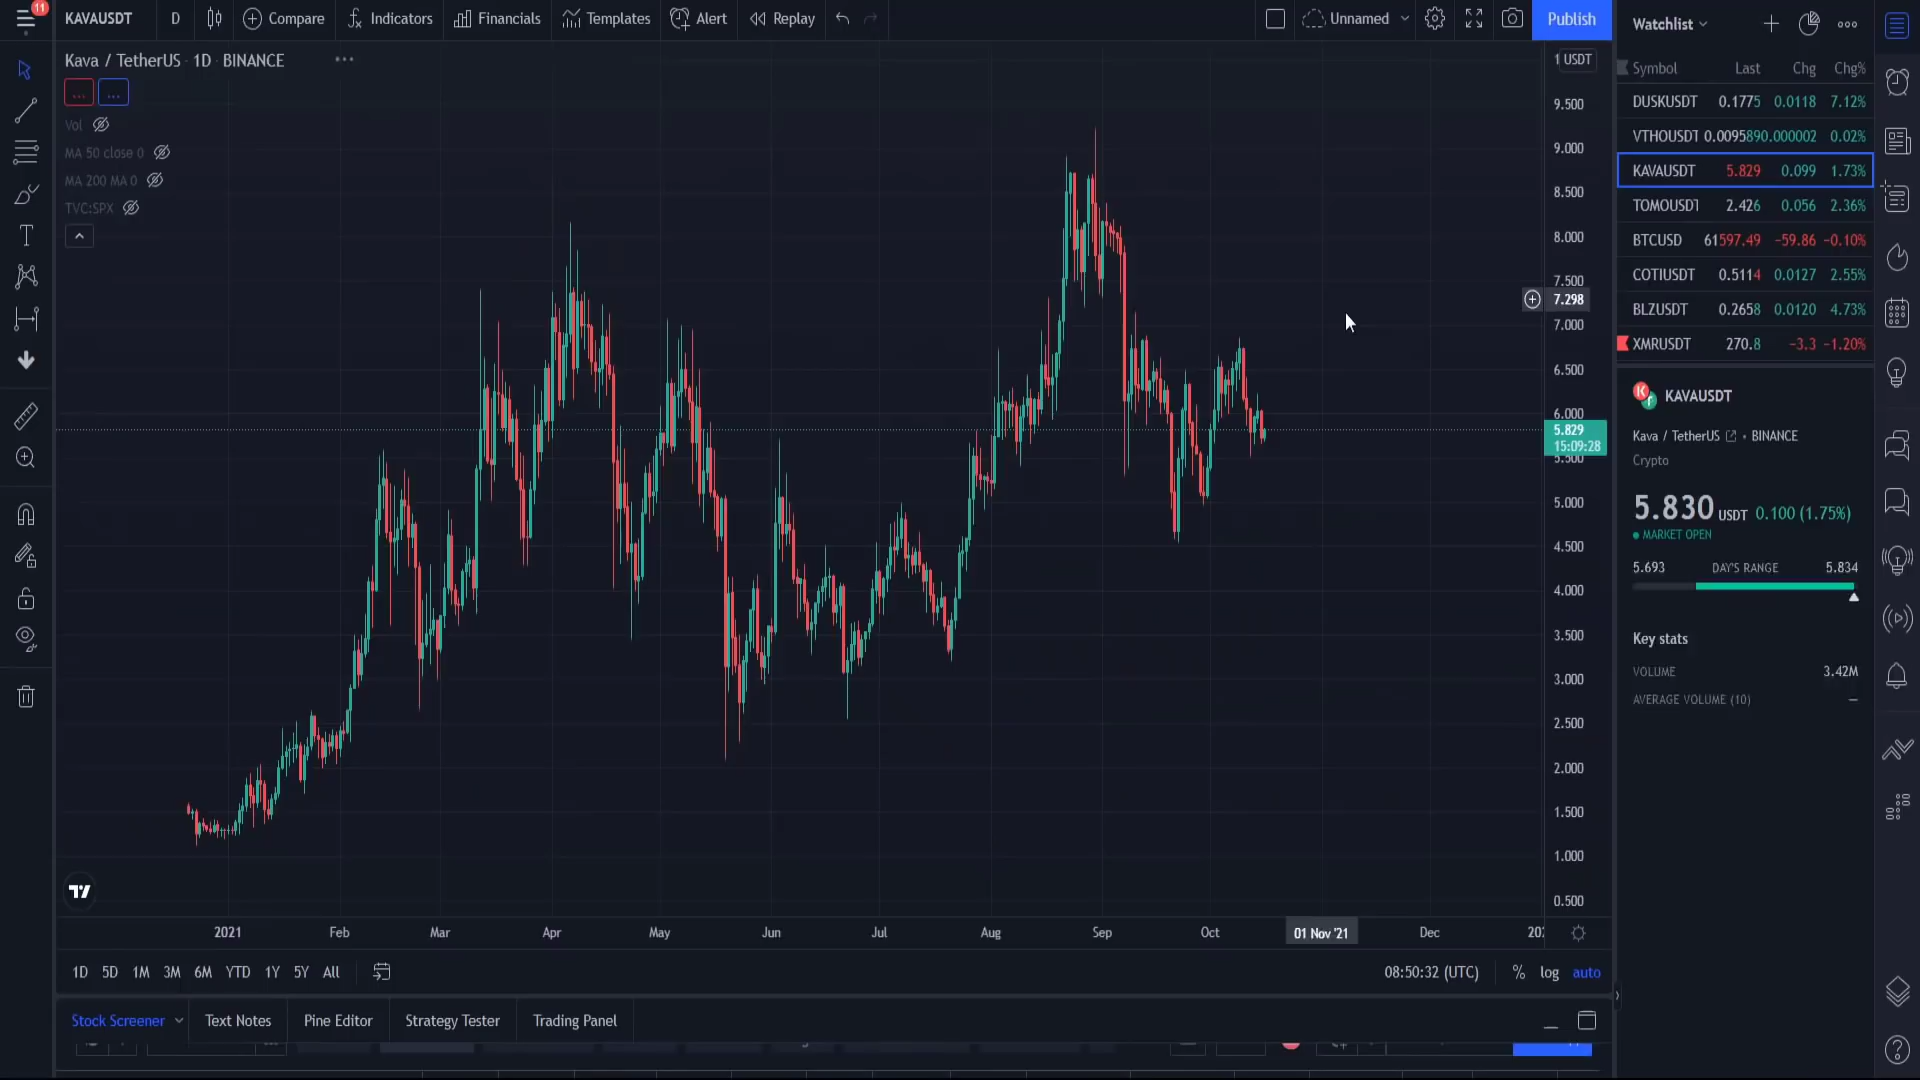 11
KAVAUSDT D Compare Indicators Financials Templates Alert Replay Unnamed Publish
Kava / TetherUS · 1D · BINANCE
... ...
Vol
MA 50 close 0
MA 200 MA 0
TVC:SPX
1 USDT
9.500
9.000
8.500
8.000
7.500
7.298
7.000
6.500
6.000
5.829
15:09:28
5.500
5.000
4.500
4.000
3.500
3.000
2.500
2.000
1.500
1.000
0.500
2021 Feb Mar Apr May Jun Jul Aug Sep Oct 01 Nov '21 Dec
1D 5D 1M 3M 6M YTD 1Y 5Y All 08:50:32 (UTC) % log auto
Stock Screener Text Notes Pine Editor Strategy Tester Trading Panel
Watchlist
Symbol Last Chg Chg%
DUSKUSDT 0.1775 0.0118 7.12%
VTHOUSDT 0.0095890.000002 0.02%
KAVAUSDT 5.829 0.099 1.73%
TOMOUSDT 2.426 0.056 2.36%
BTCUSD 61597.49 -59.86 -0.10%
COTIUSDT 0.5114 0.0127 2.55%
BLZUSDT 0.2658 0.0120 4.73%
XMRUSDT 270.8 -3.3 -1.20%
KAVAUSDT
Kava / TetherUS • BINANCE
Crypto
5.830 USDT 0.100 (1.75%)
MARKET OPEN
5.693 DAY'S RANGE 5.834
Key stats
VOLUME 3.42M
AVERAGE VOLUME (10) —